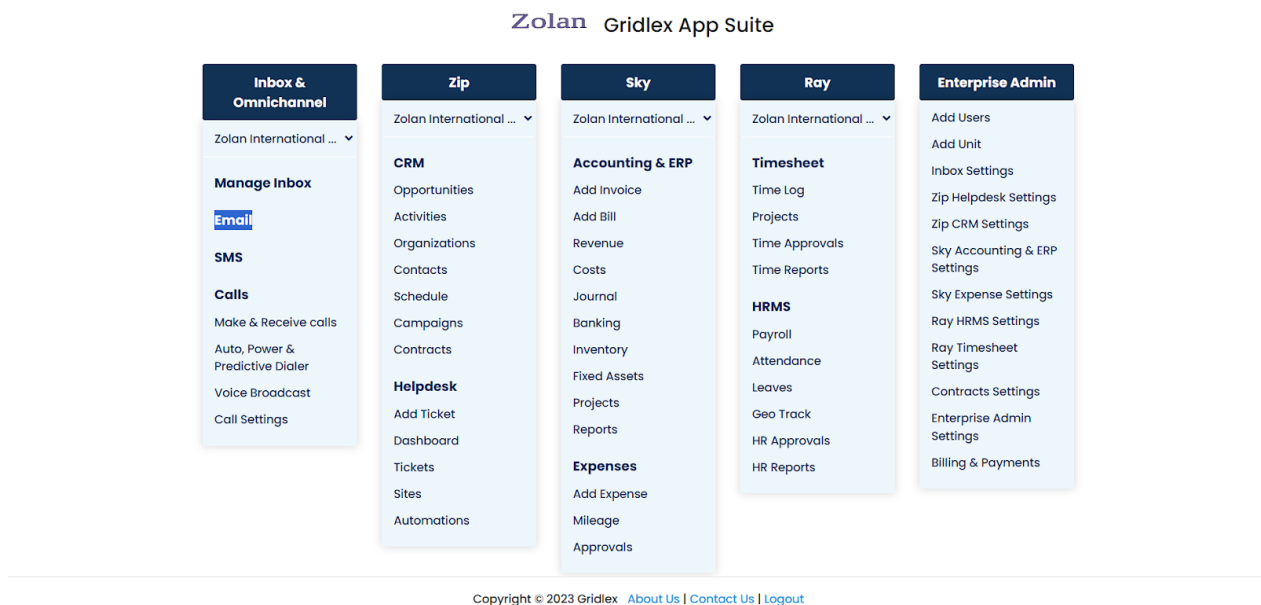 Zolan Gridlex App Suite
Inbox &
Omnichannel
Zolan International ...
Manage Inbox
Email
SMS
Calls
Make & Receive calls
Auto, Power &
Predictive Dialer
Voice Broadcast
Call Settings
Zip
Zolan International ...
CRM
Opportunities
Activities
Organizations
Contacts
Schedule
Campaigns
Contracts
Helpdesk
Add Ticket
Dashboard
Tickets
Sites
Automations
Sky
Zolan International ...
Accounting & ERP
Add Invoice
Add Bill
Revenue
Costs
Journal
Banking
Inventory
Fixed Assets
Projects
Reports
Expenses
Add Expense
Mileage
Approvals
Ray
Zolan International ...
Timesheet
Time Log
Projects
Time Approvals
Time Reports
HRMS
Payroll
Attendance
Leaves
Geo Track
HR Approvals
HR Reports
Enterprise Admin
Add Users
Add Unit
Inbox Settings
Zip Helpdesk Settings
Zip CRM Settings
Sky Accounting & ERP
Settings
Sky Expense Settings
Ray HRMS Settings
Ray Timesheet
Settings
Contracts Settings
Enterprise Admin
Settings
Billing & Payments
Copyright © 2023 Gridlex About Us | Contact Us | Logout